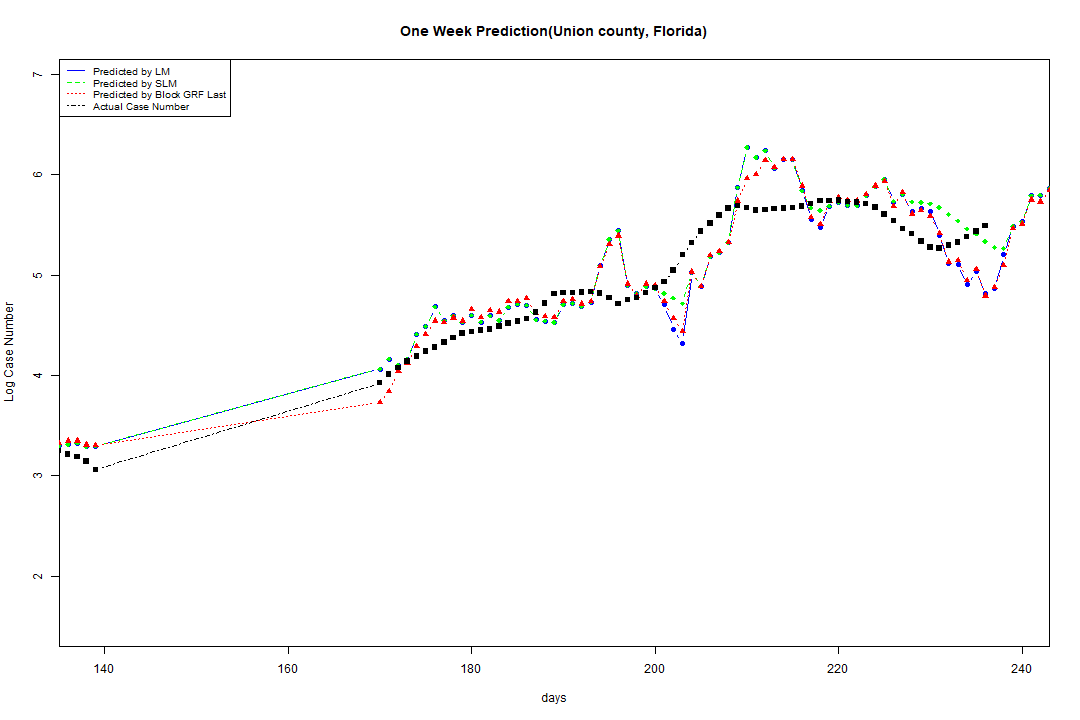 One Week Prediction(Union county, Florida)
Predicted by LM
Predicted by SLM
Predicted by Block GRF Last
Actual Case Number
7
6
5
4
3
2
Log Case Number
140 160 180 200 220 240
days